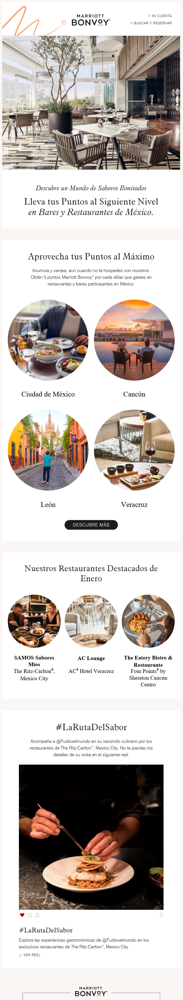 MARRIOTT
BONVOY®
» MI CUENTA
» BUSCAR Y RESERVAR
Descubre un Mundo de Sabores Ilimitados
Lleva tus Puntos al Siguiente Nivel
en Bares y Restaurantes de México.
Aprovecha tus Puntos al Máximo
Acumula y canjea, aun cuando no te hospedes con nosotros.
Obtén 5 puntos Marriott Bonvoy® por cada dólar que gastes en
restaurantes y bares participantes en México.
Ciudad de México
Cancún
León
Veracruz
DESCUBRE MÁS
Nuestros Restaurantes Destacados de
Enero
SAMOS Sabores
Míos
The Ritz-Carlton®,
Mexico City
AC Lounge
AC® Hotel Veracruz
The Eatery Bistro &
Restaurante
Four Points® by
Sheraton Cancun
Centro
#LaRutaDelSabor
Acompaña a @Fudisxelmundo en su recorrido culinario por los
restaurantes de The Ritz-Carlton®, Mexico City. No te pierdas los
detalles de su visita en el siguiente reel.
#LaRutaDelSabor
Explora las experiencias gastronómicas de @Fudisxelmundo en los
exclusivos restaurantes de The Ritz-Carlton®, Mexico City.
» VER REEL
MARRIOTT
BONVOY®